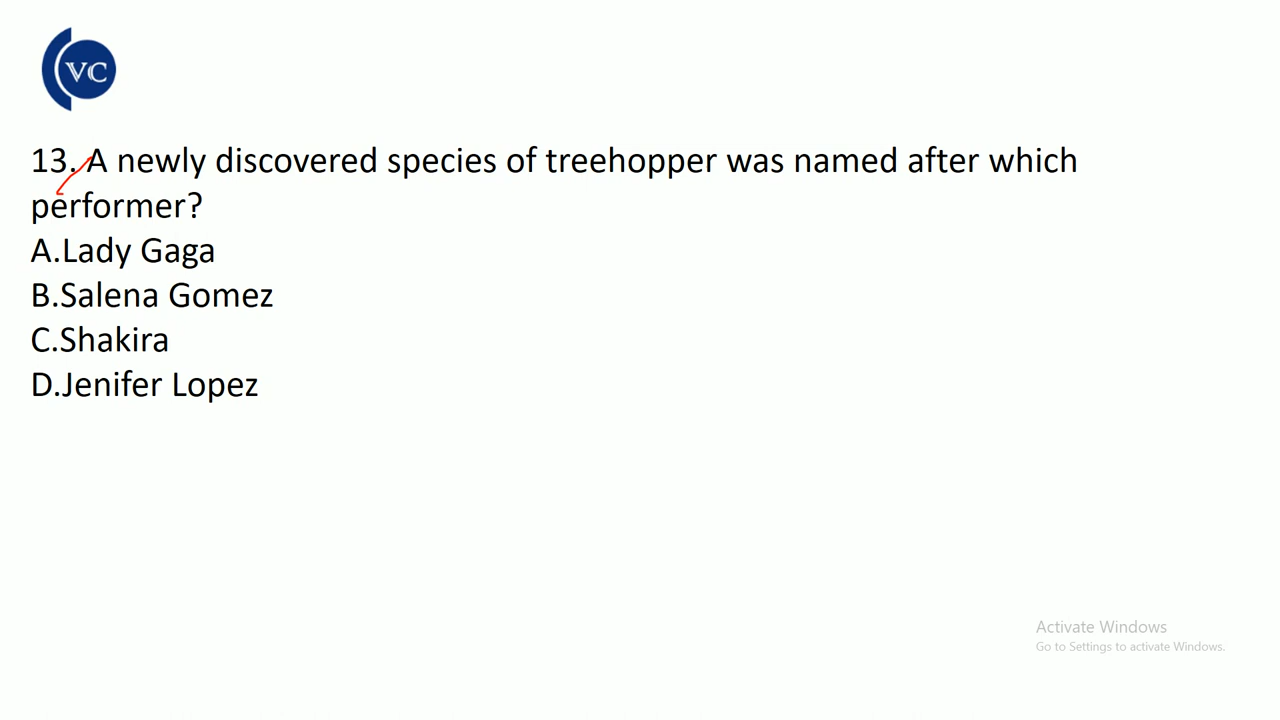 VC
13. A newly discovered species of treehopper was named after which
performer?
A.Lady Gaga
B.Salena Gomez
C.Shakira
D.Jenifer Lopez
Activate Windows
Go to Settings to activate Windows.